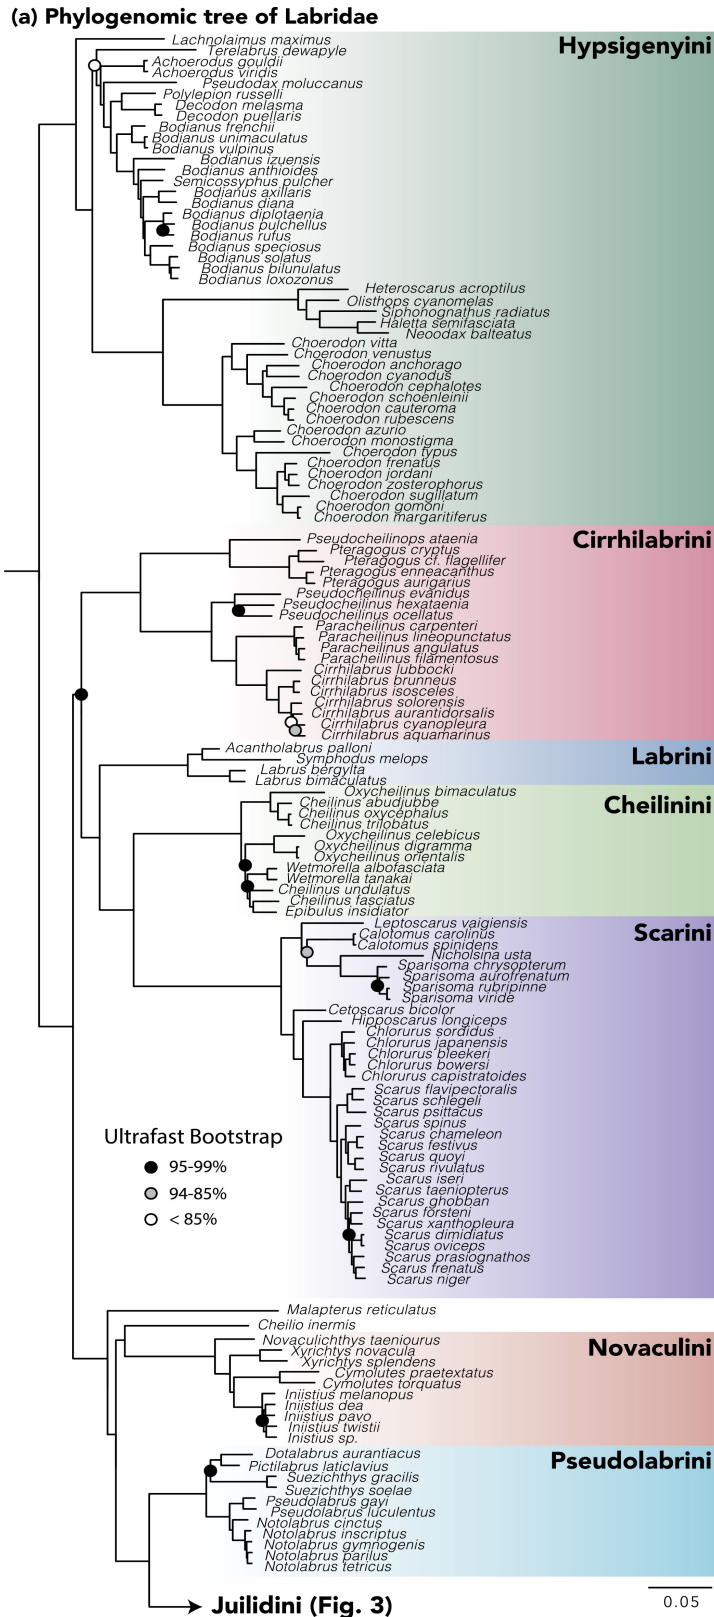 (a) Phylogenomic tree of Labridae
Hypsigenyini
Lachnolaimus maximus
Terelabrus dewapyle
Achoerodus gouldii
Achoerodus viridis
Pseudodax moluccanus
Polylepion russelli
Decodon melasma
Decodon puellaris
Bodianus frenchii
Bodianus unimaculatus
Bodianus vulpinus
Bodianus izuensis
Bodianus anthioides
Semicossyphus pulcher
Bodianus axillaris
Bodianus diana
Bodianus diplotaenia
Bodianus pulchellus
Bodianus rufus
Bodianus speciosus
Bodianus solatus
Bodianus bilunulatus
Bodianus loxozonus
Heteroscarus acroptilus
Olisthops cyanomelas
Siphonognathus radiatus
Haletta semifasciata
Neoodax balteatus
Choerodon vitta
Choerodon venustus
Choerodon anchorago
Choerodon cyanodus
Choerodon cephalotes
Choerodon schoenleinii
Choerodon cauteroma
Choerodon rubescens
Choerodon azurio
Choerodon monostigma
Choerodon typus
Choerodon frenatus
Choerodon jordani
Choerodon zosterophorus
Choerodon sugillatum
Choerodon gomoni
Choerodon margaritiferus
Cirrhilabrini
Pseudocheilinops ataenia
Pteragogus cryptus
Pteragogus cf. flagellifer
Pteragogus enneacanthus
Pteragogus aurigarius
Pseudocheilinus evanidus
Pseudocheilinus hexataenia
Pseudocheilinus ocellatus
Paracheilinus carpenteri
Paracheilinus lineopunctatus
Paracheilinus angulatus
Paracheilinus filamentosus
Cirrhilabrus lubbocki
Cirrhilabrus brunneus
Cirrhilabrus isosceles
Cirrhilabrus solorensis
Cirrhilabrus aurantidorsalis
Cirrhilabrus cyanopleura
Cirrhilabrus aquamarinus
Labrini
Acantholabrus palloni
Symphodus melops
Labrus bergylta
Labrus bimaculatus
Cheilinini
Oxycheilinus bimaculatus
Cheilinus abudjubbe
Cheilinus oxycephalus
Cheilinus trilobatus
Oxycheilinus celebicus
Oxycheilinus digramma
Oxycheilinus orientalis
Wetmorella albofasciata
Wetmorella tanakai
Cheilinus undulatus
Cheilinus fasciatus
Epibulus insidiator
Scarini
Leptoscarus vaigiensis
Calotomus carolinus
Calotomus spinidens
Nicholsina usta
Sparisoma chrysopterum
Sparisoma aurofrenatum
Sparisoma rubripinne
Sparisoma viride
Cetoscarus bicolor
Hipposcarus longiceps
Chlorurus sordidus
Chlorurus japanensis
Chlorurus bleekeri
Chlorurus bowersi
Chlorurus capistratoides
Scarus flavipectoralis
Scarus schlegeli
Scarus psittacus
Scarus spinus
Scarus chameleon
Scarus festivus
Scarus quoyi
Scarus rivulatus
Scarus iseri
Scarus taeniopterus
Scarus ghobban
Scarus forsteni
Scarus xanthopleura
Scarus dimidiatus
Scarus oviceps
Scarus prasiognathos
Scarus frenatus
Scarus niger
Ultrafast Bootstrap
95-99%
94-85%
< 85%
Malapterus reticulatus
Cheilio inermis
Novaculini
Novaculichthys taeniourus
Xyrichtys novacula
Xyrichtys splendens
Cymolutes praetextatus
Cymolutes torquatus
Iniistius melanopus
Iniistius dea
Iniistius pavo
Iniistius twistii
Inistius sp.
Pseudolabrini
Dotalabrus aurantiacus
Pictilabrus laticlavius
Suezichthys gracilis
Suezichthys soelae
Pseudolabrus gayi
Pseudolabrus luculentus
Notolabrus cinctus
Notolabrus inscriptus
Notolabrus gymnogenis
Notolabrus parilus
Notolabrus tetricus
Juilidini (Fig. 3)
0.05